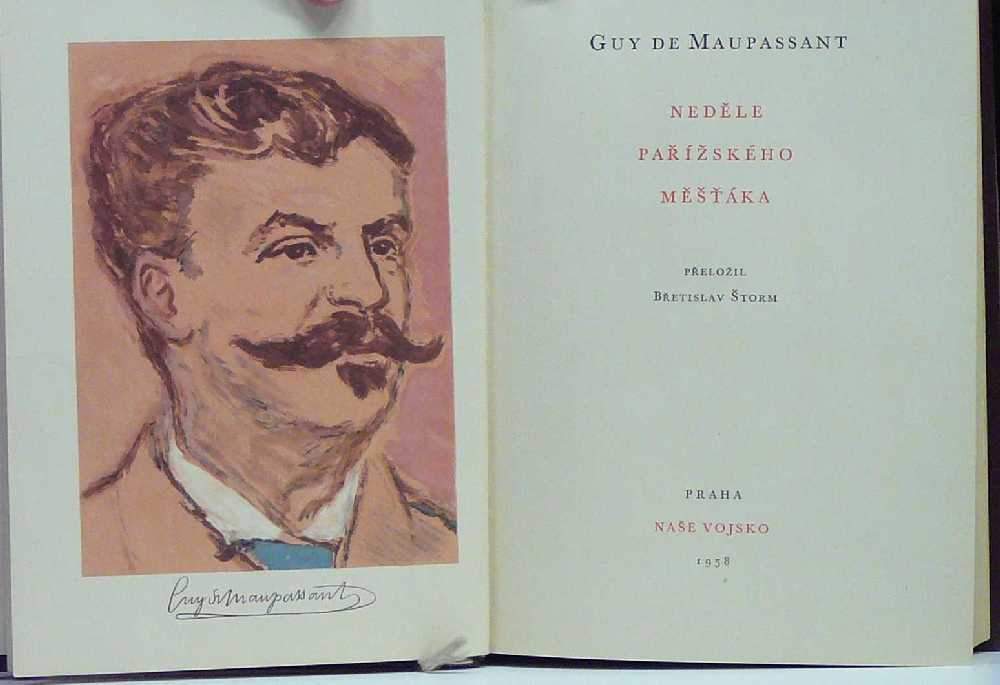 Guy de Maupassant
Guy de Maupassant
NEDĚLE
PAŘÍŽSKÉHO
MĚŠŤÁKA
PŘELOŽIL
Břetislav Štorm
PRAHA
NAŠE VOJSKO
1958